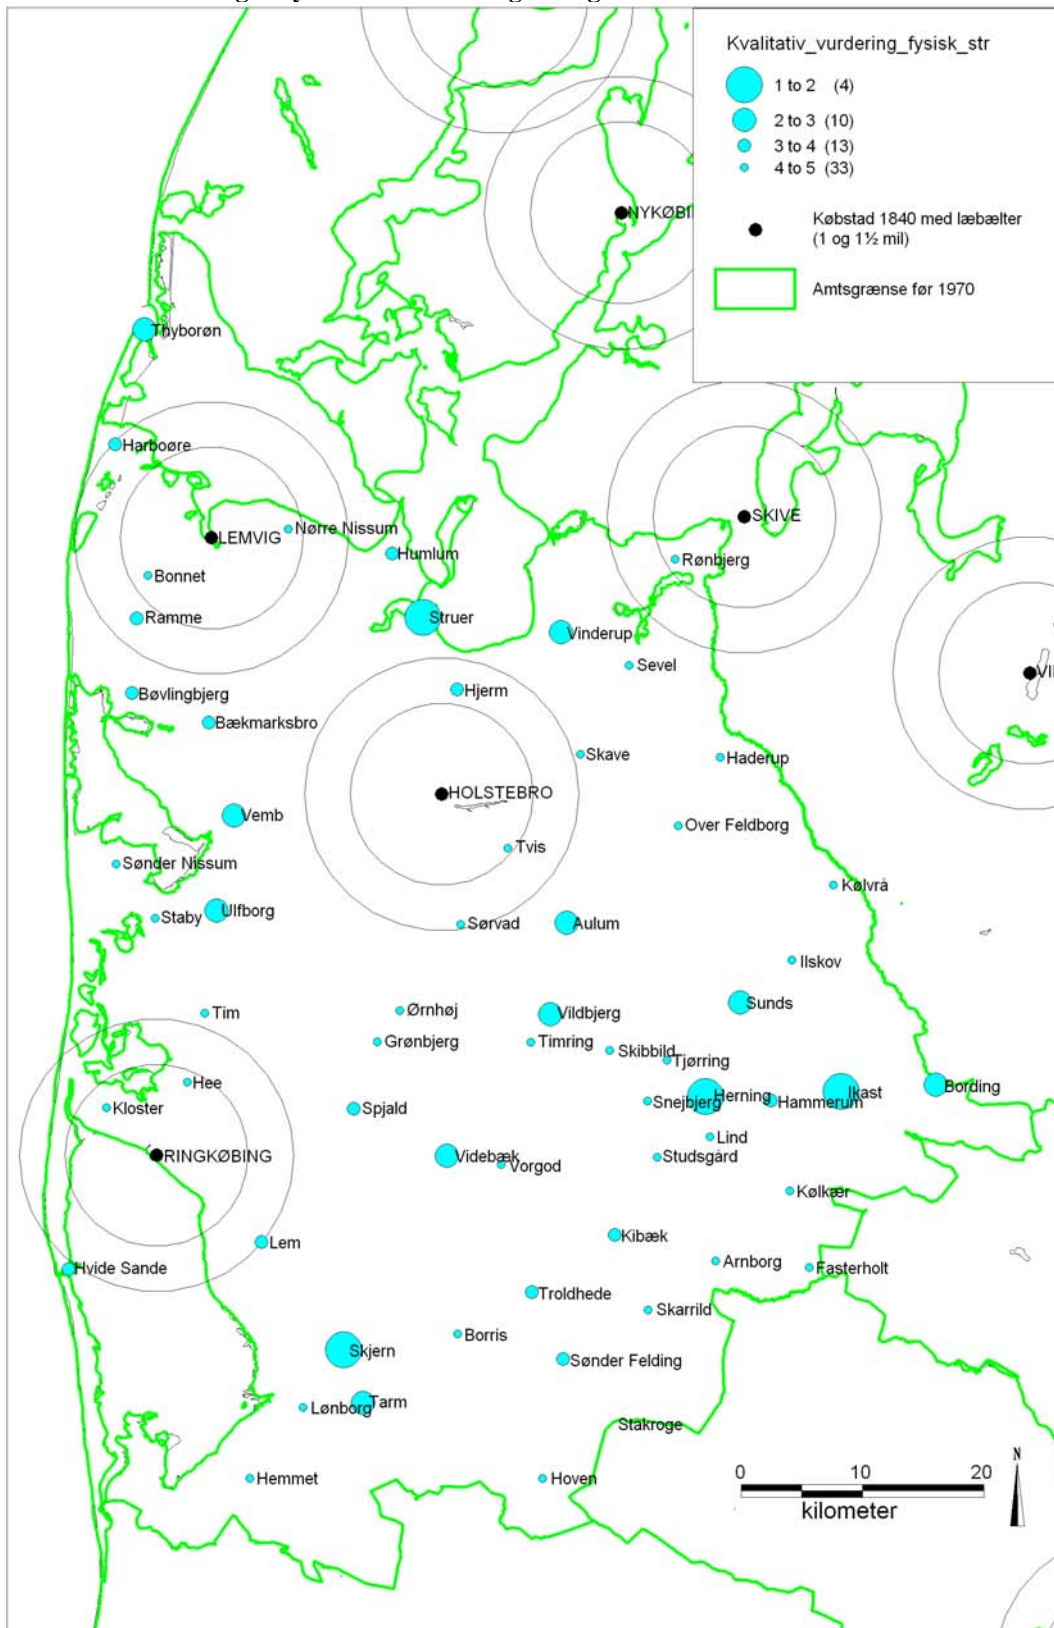 Kvalitativ_vurdering_fysisk_str
1 to 2 (4)
2 to 3 (10)
3 to 4 (13)
4 to 5 (33)
Købstad 1840 med læbælter
(1 og 1½ mil)
Amtsgrænse før 1970
NYKØBI
Thyborøn
Harboøre
LEMVIG
Nørre Nissum
SKIVE
Humlum
Rønbjerg
Bonnet
Ramme
Struer
Vinderup
Sevel
VI
Hjerm
Bøvlingbjerg
Bækmarksbro
Skave
Haderup
HOLSTEBRO
Vemb
Over Feldborg
Tvis
Sønder Nissum
Kølvrå
Staby
Ulfborg
Sørvad
Aulum
Ilskov
Sunds
Tim
Ørnhøj
Vildbjerg
Grønbjerg
Timring
Skibbild
Tjørring
Hee
Bording
Kloster
Spjald
Snejbjerg
Herning
Hammerum
Ikast
Lind
RINGKØBING
Videbæk
Vorgod
Studsgård
Kølkær
Lem
Kibæk
Hvide Sande
Arnborg
Fasterholt
Troldhede
Skarrild
Borris
Skjern
Sønder Felding
Lønborg
Tarm
Stakroge
Hemmet
Hoven
0 10 20
kilometer
N